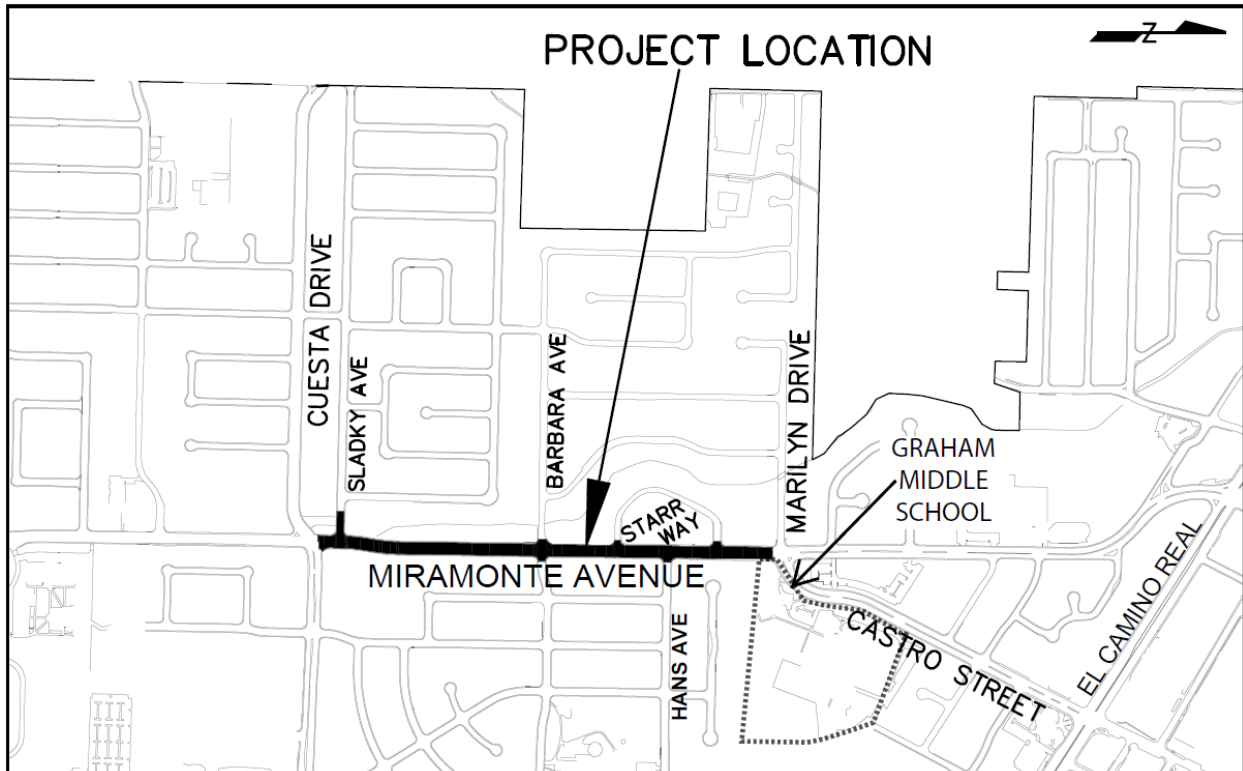 PROJECT LOCATION
Z
CUESTA DRIVE
SLADKY AVE
BARBARA AVE
STARR
WAY
MARILYN DRIVE
GRAHAM
MIDDLE
SCHOOL
MIRAMONTE AVENUE
HANS AVE
CASTRO STREET
EL CAMINO REAL